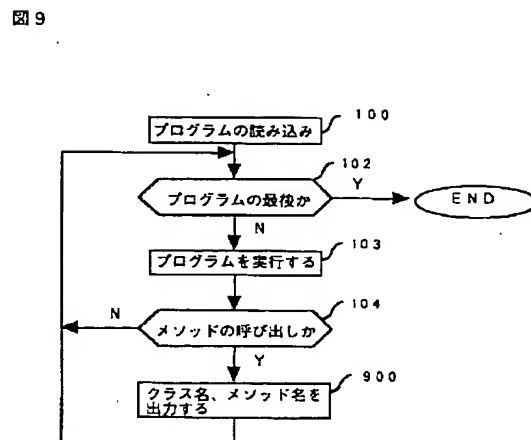 図9
プログラムの読み込み
100
プログラムの最後か
102
Y
END
N
プログラムを実行する
103
メソッドの呼び出しか
104
N
Y
クラス名、メソッド名を
出力する
900